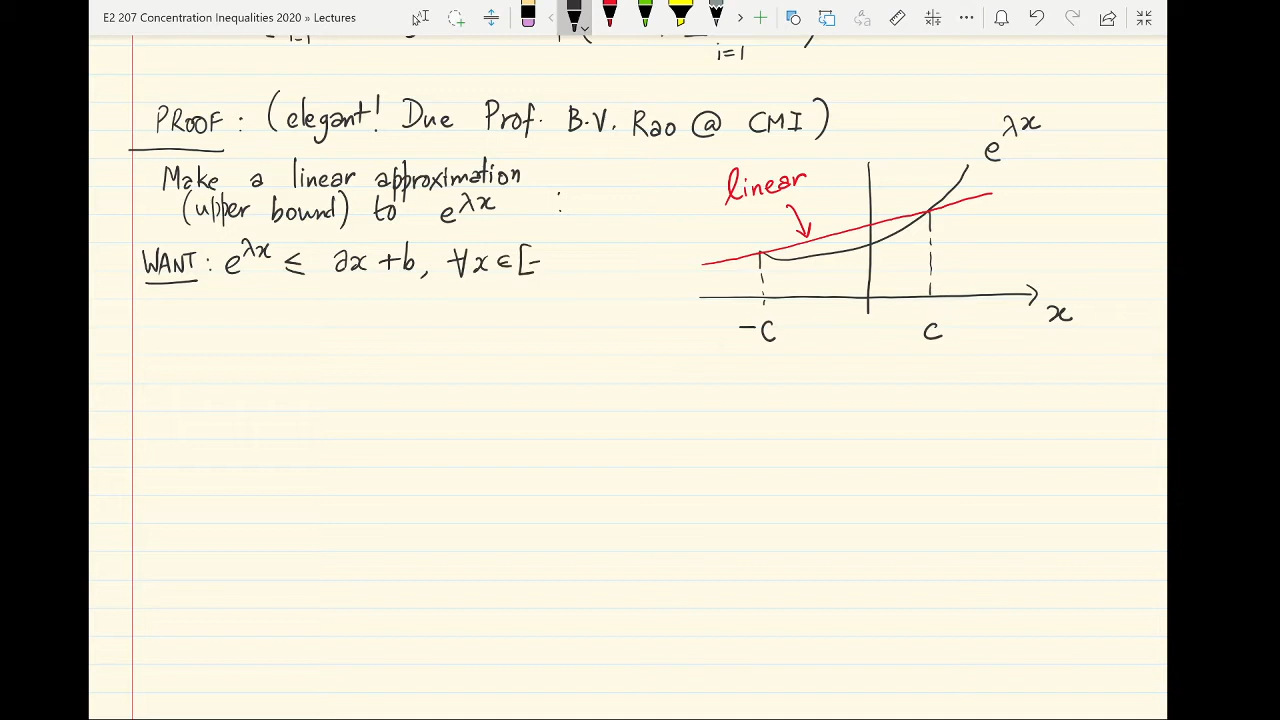 E2 207 Concentration Inequalities 2020 » Lectures
i=1
PROOF: (elegant! Due Prof. B.V. Rao @ CMI)
Make a linear approximation
(upper bound) to e^{λx} :
WANT: e^{λx} ≤ ax + b, ∀x ∈ [-
linear
e^{λx}
-c
c
x